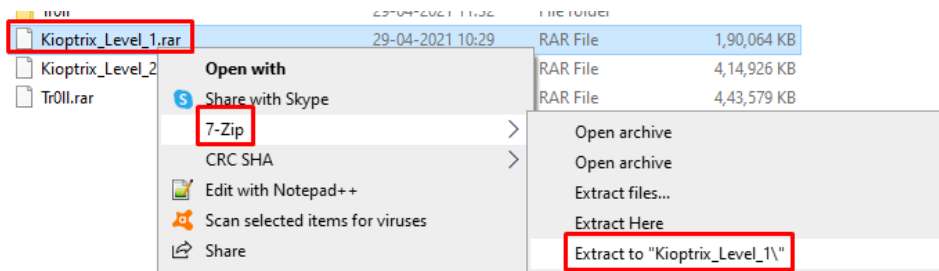 Tr0ll 29-04-2021 11:32 File folder
Kioptrix_Level_1.rar 29-04-2021 10:29 RAR File 1,90,064 KB
Kioptrix_Level_2 RAR File 4,14,926 KB
Tr0ll.rar RAR File 4,43,579 KB
Open with
Share with Skype
7-Zip
CRC SHA
Edit with Notepad++
Scan selected items for viruses
Share
Open archive
Open archive
Extract files...
Extract Here
Extract to "Kioptrix_Level_1\"